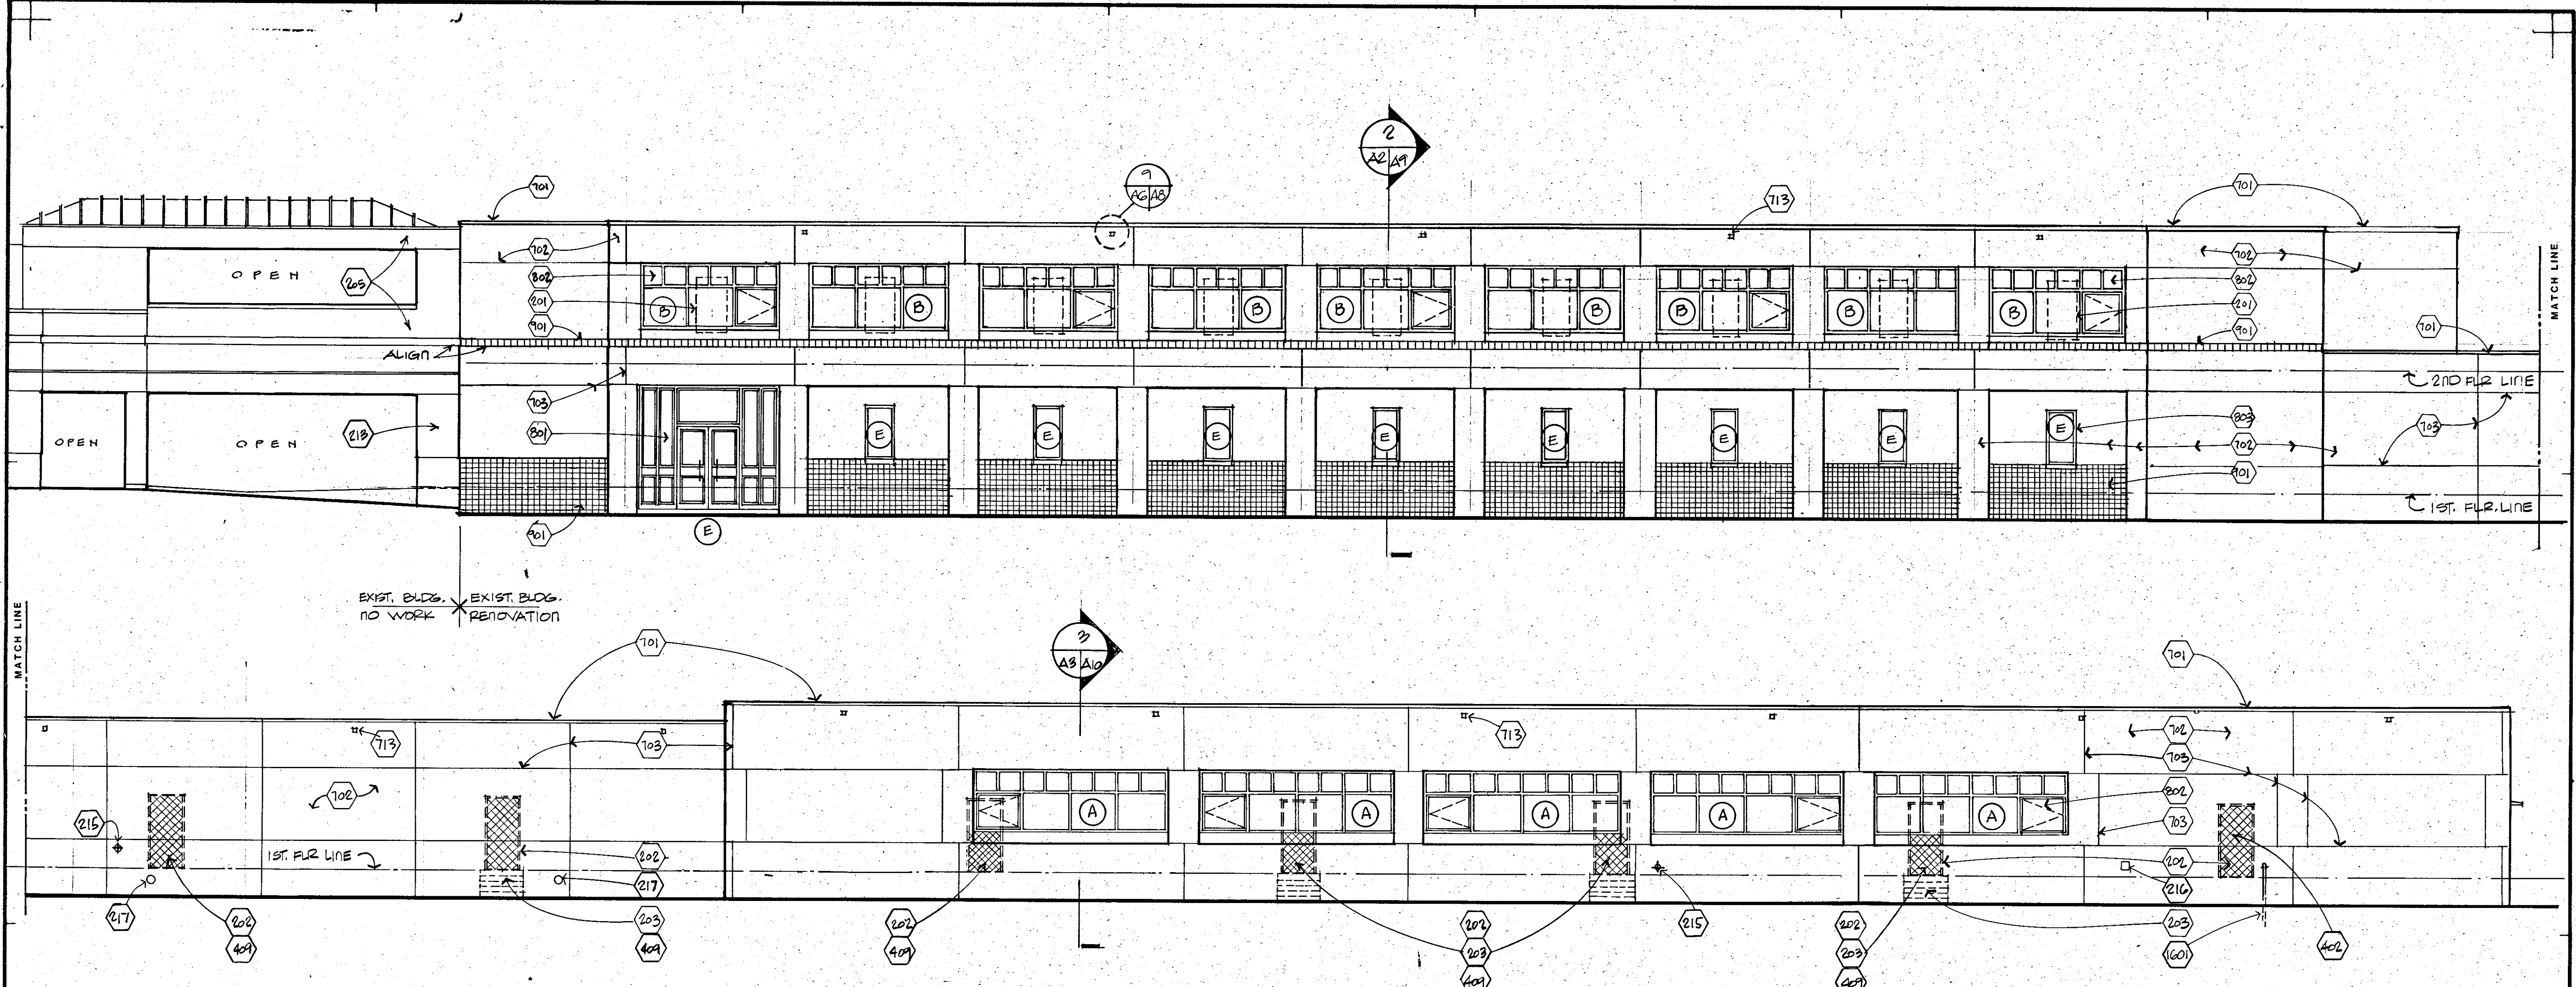 2
A2 A9
9
A6 A8
701
713
701
702
802
201
901
702
802
201
901
701
OPEN
205
B
B
B
B
B
B
B
B
MATCH LINE
ALIGN
2ND FLR LINE
703
801
OPEN
OPEN
213
E
E
E
E
E
E
E
E
803
702
901
703
1ST. FLR. LINE
901
E
EXIST. BLDG.
NO WORK
EXIST. BLDG.
RENOVATION
MATCH LINE
701
3
A3 A10
701
713
703
713
702
703
802
703
702
A
A
A
A
A
215
1ST. FLR LINE
202
217
203
409
217
202
409
202
409
202
203
409
215
202
203
409
202
216
203
1601
402